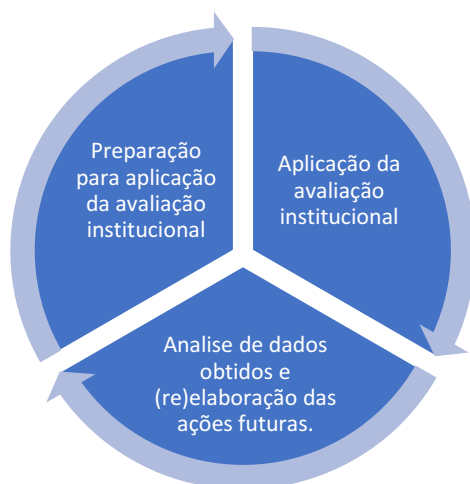 Preparação
para aplicação
da avaliação
institucional
Aplicação da
avaliação
institucional
Analise de dados
obtidos e
(re)elaboração das
ações futuras.